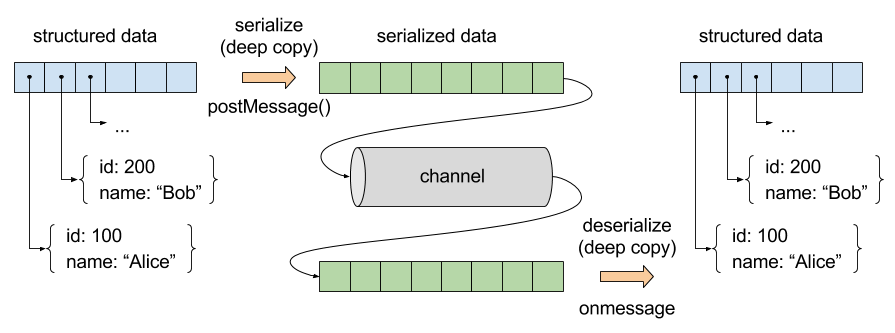 structured data
serialize
(deep copy)
postMessage()
serialized data
structured data
...
id: 200
name: “Bob”
id: 100
name: “Alice”
channel
...
id: 200
name: “Bob”
id: 100
name: “Alice”
deserialize
(deep copy)
onmessage